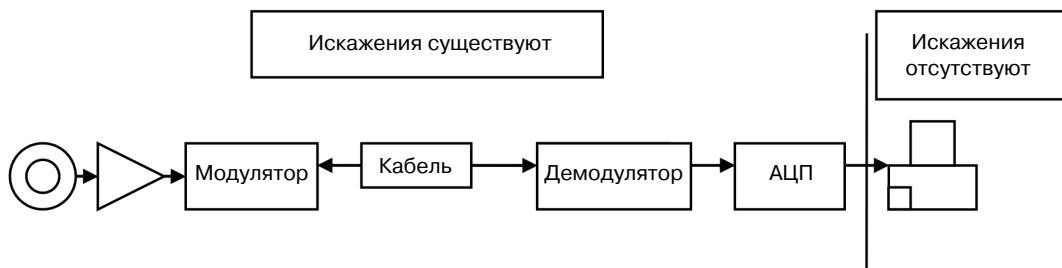 Искажения существуют
Искажения
отсутствуют
Модулятор
Кабель
Демодулятор
АЦП